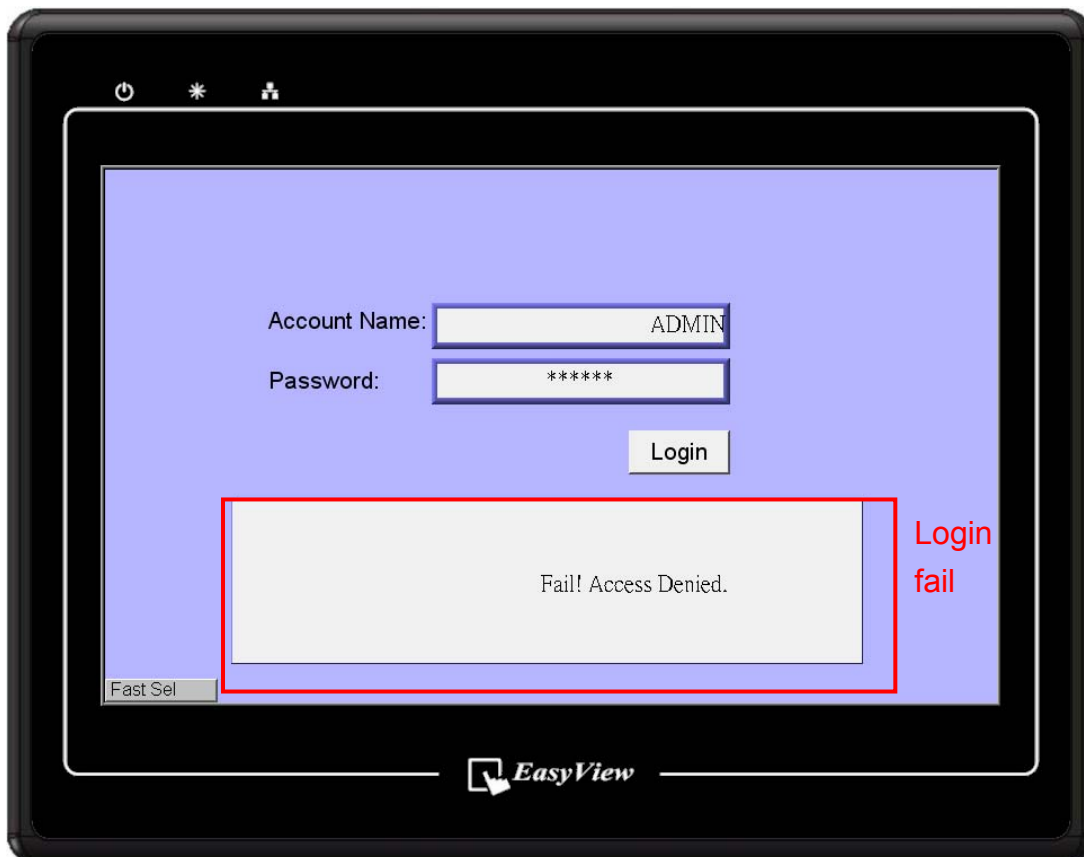 Account Name:
ADMIN
Password:
******
Login
Fail! Access Denied.
Login
fail
Fast Sel
EasyView